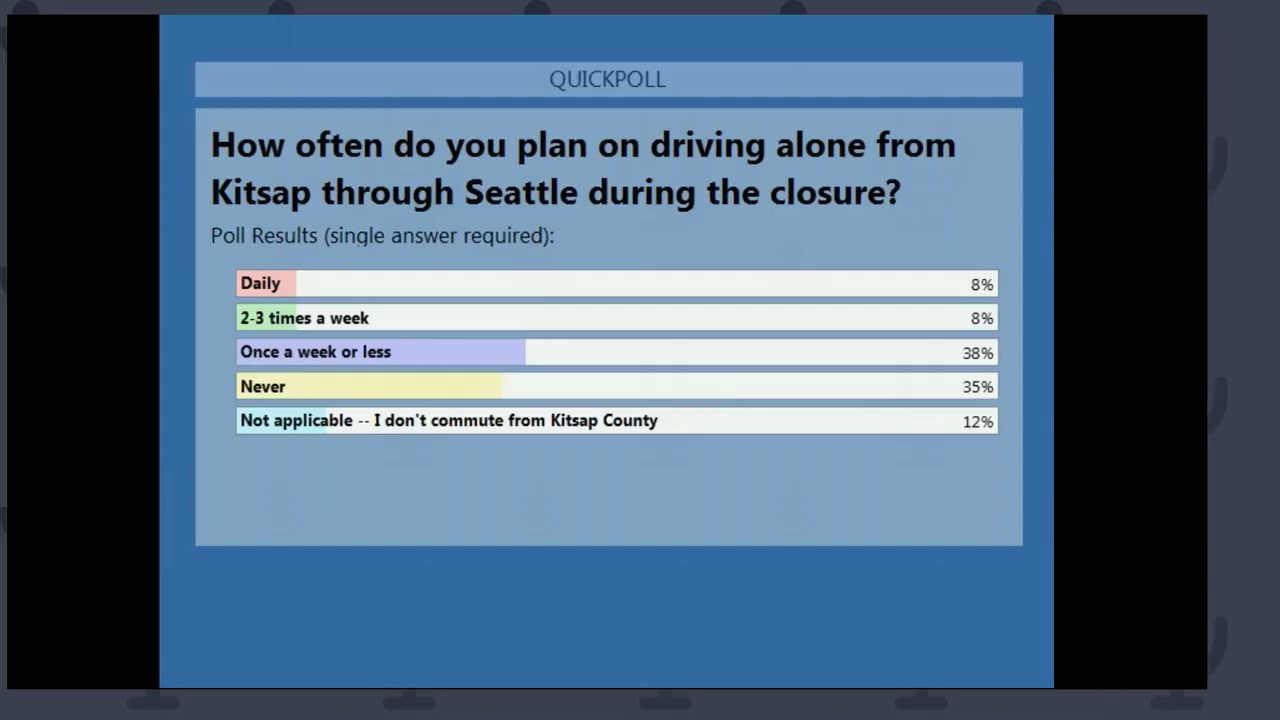 QUICKPOLL
How often do you plan on driving alone from
Kitsap through Seattle during the closure?
Poll Results (single answer required):
Daily 8%
2-3 times a week 8%
Once a week or less 38%
Never 35%
Not applicable -- I don't commute from Kitsap County 12%